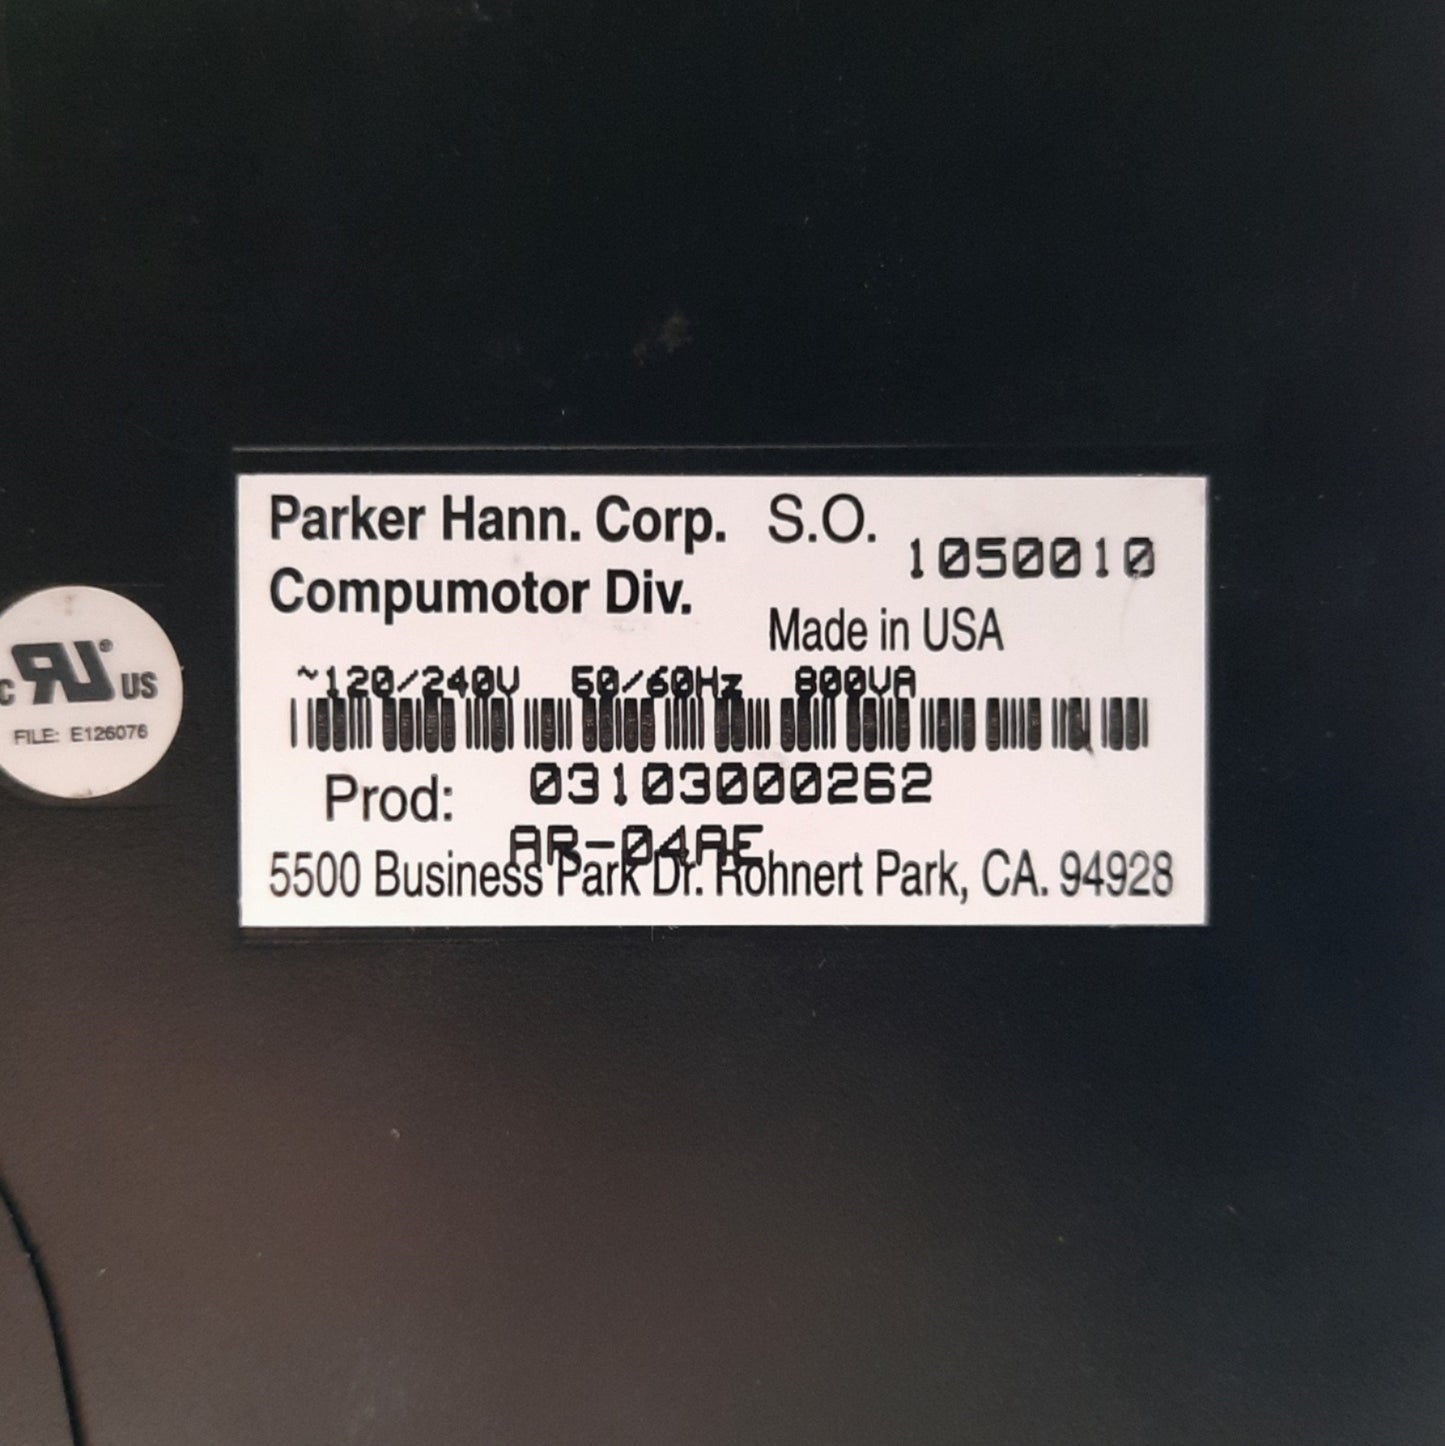 Parker Hann. Corp. S.O. 1050010
Compumotor Div.
Made in USA
~120/240V 50/60Hz 800VA
Prod: 03103000262
AR-04AE
5500 Business Park Dr. Rohnert Park, CA. 94928
c RU® US
FILE: E126076